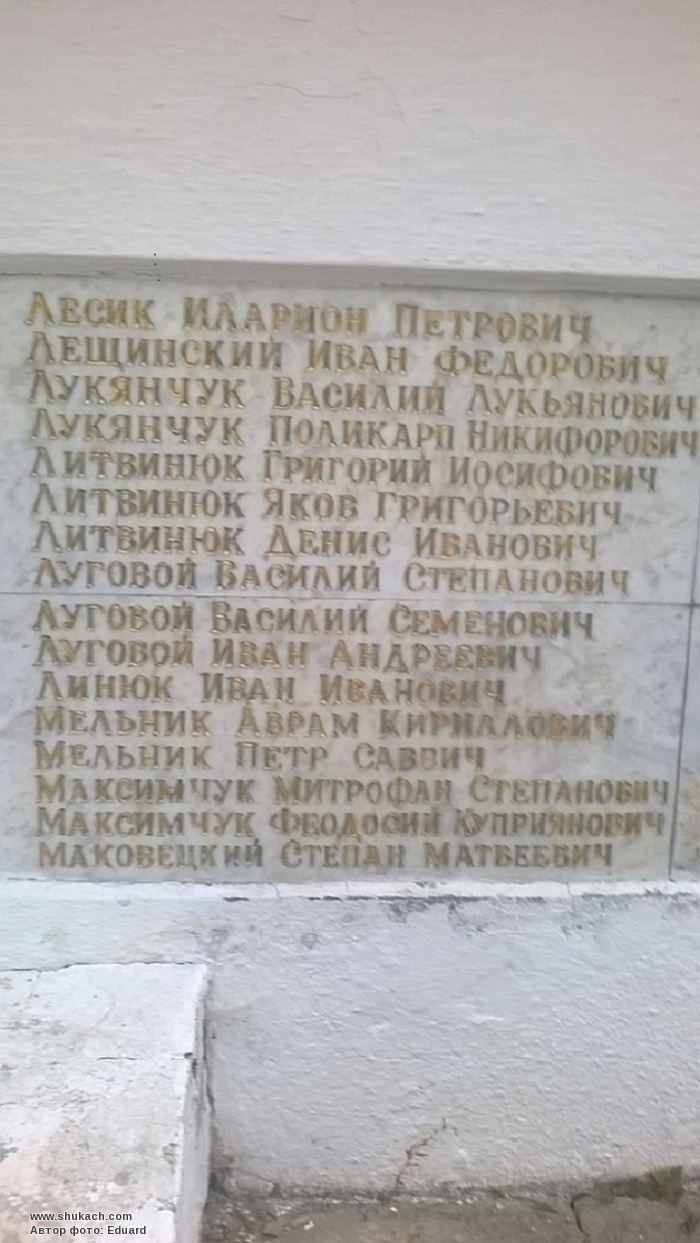 ЛЕСИК ИЛАРИОН ПЕТРОВИЧ
ЛЕЩИНСКИЙ ИВАН ФЕДОРОВИЧ
ЛУКЯНЧУК ВАСИЛИЙ ЛУКЬЯНОВИЧ
ЛУКЯНЧУК ПОЛИКАРП НИКИФОРОВИЧ
ЛИТВИНЮК ГРИГОРИЙ ИОСИФОВИЧ
ЛИТВИНЮК ЯКОВ ГРИГОРЬЕВИЧ
ЛИТВИНЮК ДЕНИС ИВАНОВИЧ
ЛУГОВОЙ ВАСИЛИЙ СТЕПАНОВИЧ
ЛУГОВОЙ ВАСИЛИЙ СЕМЕНОВИЧ
ЛУГОВОЙ ИВАН АНДРЕЕВИЧ
ЛИНЮК ИВАН ИВАНОВИЧ
МЕЛЬНИК АВРАМ КИРИЛЛОВИЧ
МЕЛЬНИК ПЕТР САВВИЧ
МАКСИМЧУК МИТРОФАН СТЕПАНОВИЧ
МАКСИМЧУК ФЕОДОСИЙ КУПРИЯНОВИЧ
МАКОВЕЦКИЙ СТЕПАН МАТВЕЕВИЧ
www.shukach.com
Автор фото: Eduard